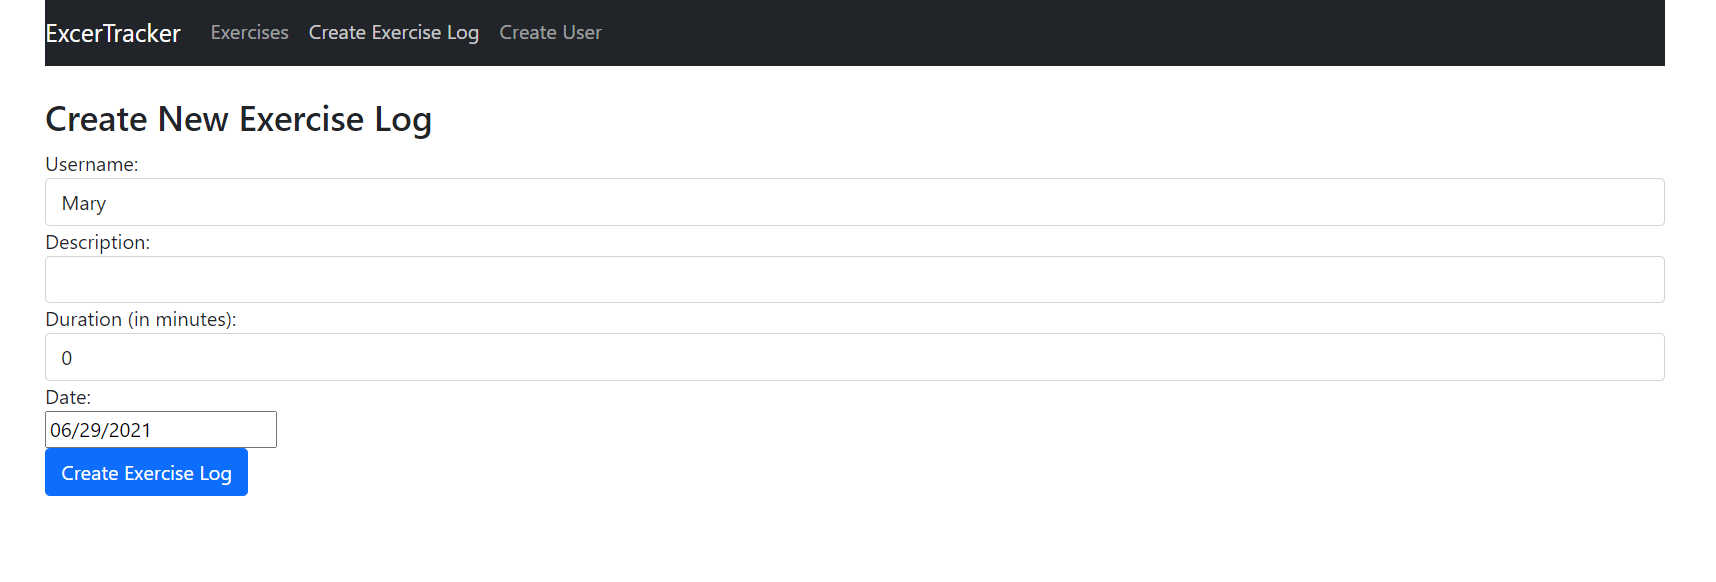 ExcerTracker Exercises Create Exercise Log Create User
Create New Exercise Log
Username:
Mary
Description:
Duration (in minutes):
0
Date:
06/29/2021
Create Exercise Log